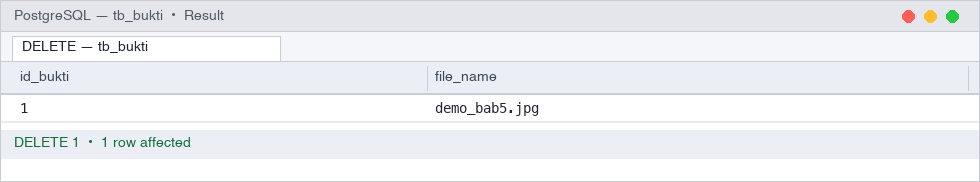 PostgreSQL — tb_bukti • Result
DELETE — tb_bukti
id_bukti file_name
1 demo_bab5.jpg
DELETE 1 • 1 row affected